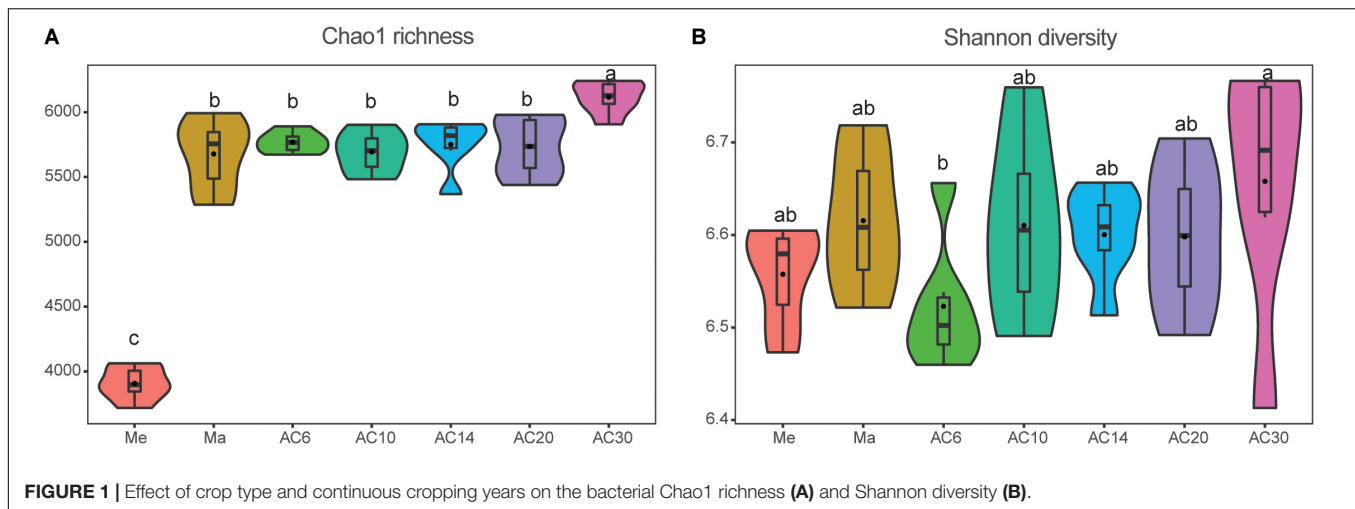 A
Chao1 richness
6000
5500
5000
4500
4000
c
b
b
b
b
b
a
Me Ma AC6 AC10 AC14 AC20 AC30
B
Shannon diversity
6.7
6.6
6.5
6.4
ab
ab
b
ab
ab
ab
a
Me Ma AC6 AC10 AC14 AC20 AC30
FIGURE 1 | Effect of crop type and continuous cropping years on the bacterial Chao1 richness (A) and Shannon diversity (B).